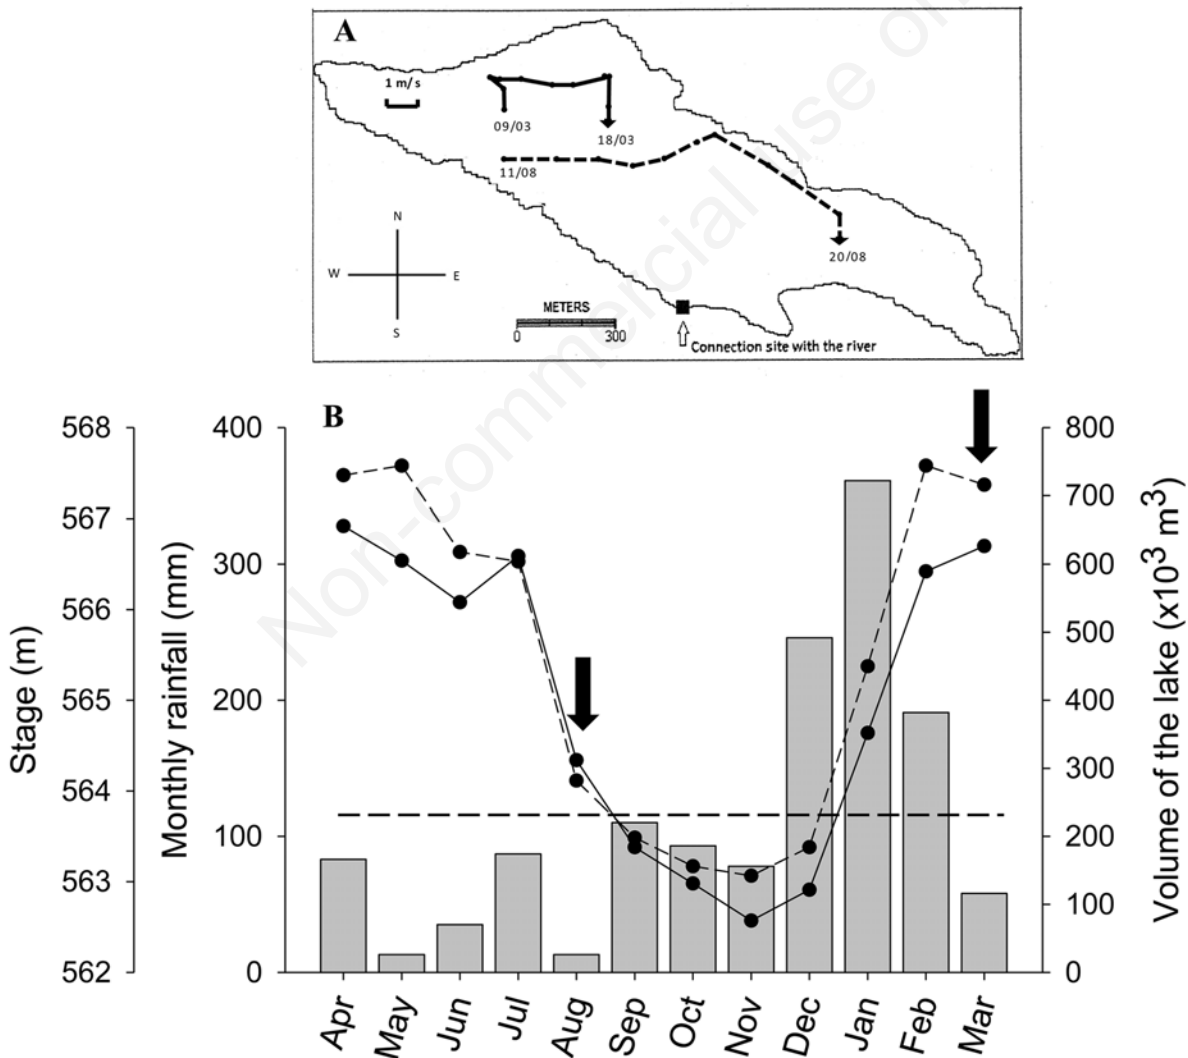 A
1 m/s
09/03
18/03
11/08
20/08
N
W
E
S
METERS
0
300
Connection site with the river
Non-commercial use on
B
Stage (m)
568
567
566
565
564
563
562
Monthly rainfall (mm)
400
300
200
100
0
800
700
600
500
400
300
200
100
0
Volume of the lake (x10³ m³)
Apr
May
Jun
Jul
Aug
Sep
Oct
Nov
Dec
Jan
Feb
Mar